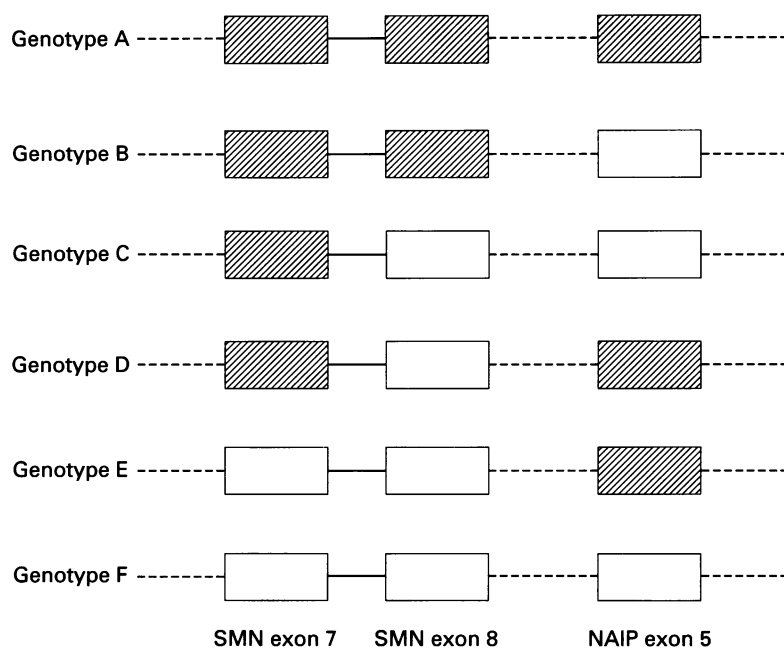 Genotype A
Genotype B
Genotype C
Genotype D
Genotype E
Genotype F
SMN exon 7 SMN exon 8 NAIP exon 5